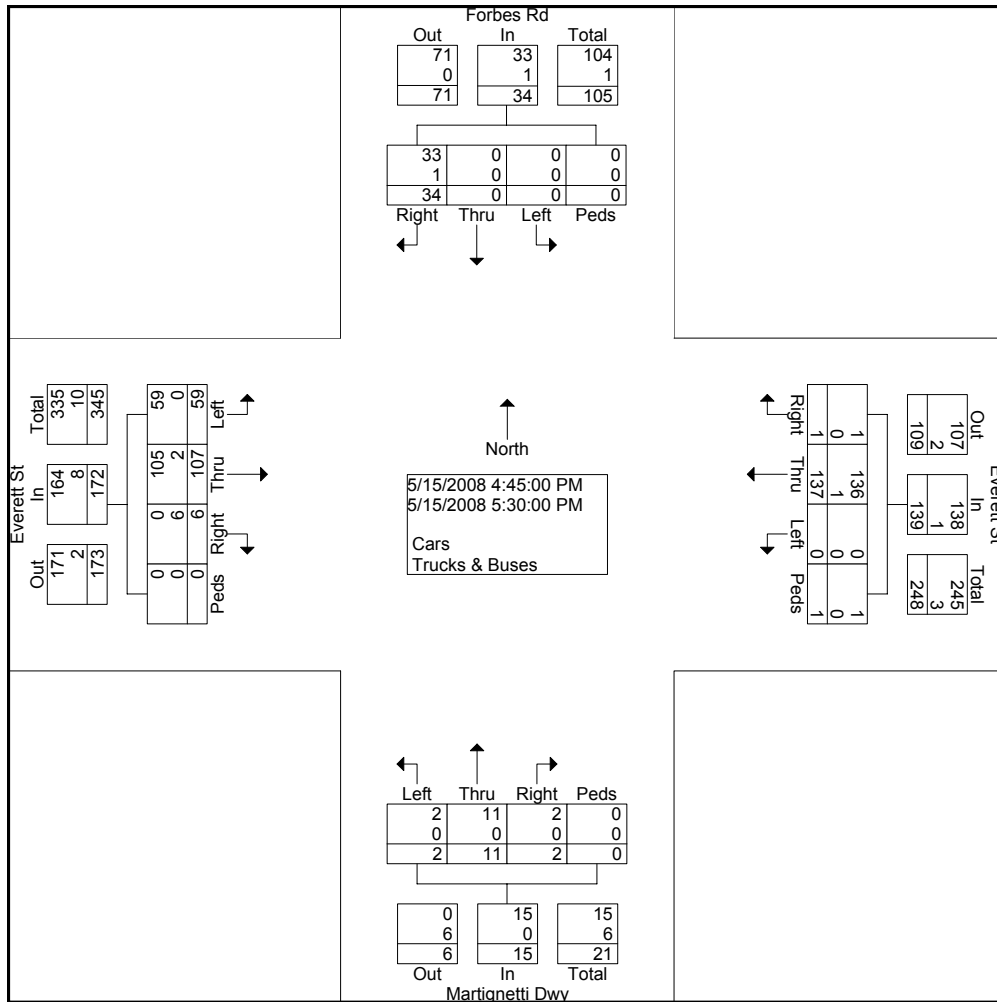 Forbes Rd
Out In Total
71 33 104
0 1 1
71 34 105
33 0 0 0
1 0 0 0
34 0 0 0
Right Thru Left Peds
Everett St
Total In Out
335 164 171
10 8 2
345 172 173
59 105 0 0
0 2 6 0
59 107 6 0
Left Thru Right Peds
North
5/15/2008 4:45:00 PM
5/15/2008 5:30:00 PM
Cars
Trucks & Buses
Right Thru Left Peds
1 136 0 1
0 1 0 0
1 137 0 1
Out In Total
107 138 245
2 1 3
109 139 248
Everett St
Left Thru Right Peds
2 11 2 0
0 0 0 0
2 11 2 0
0 15 15
6 0 6
6 15 21
Out In Total
Martignetti Dwy